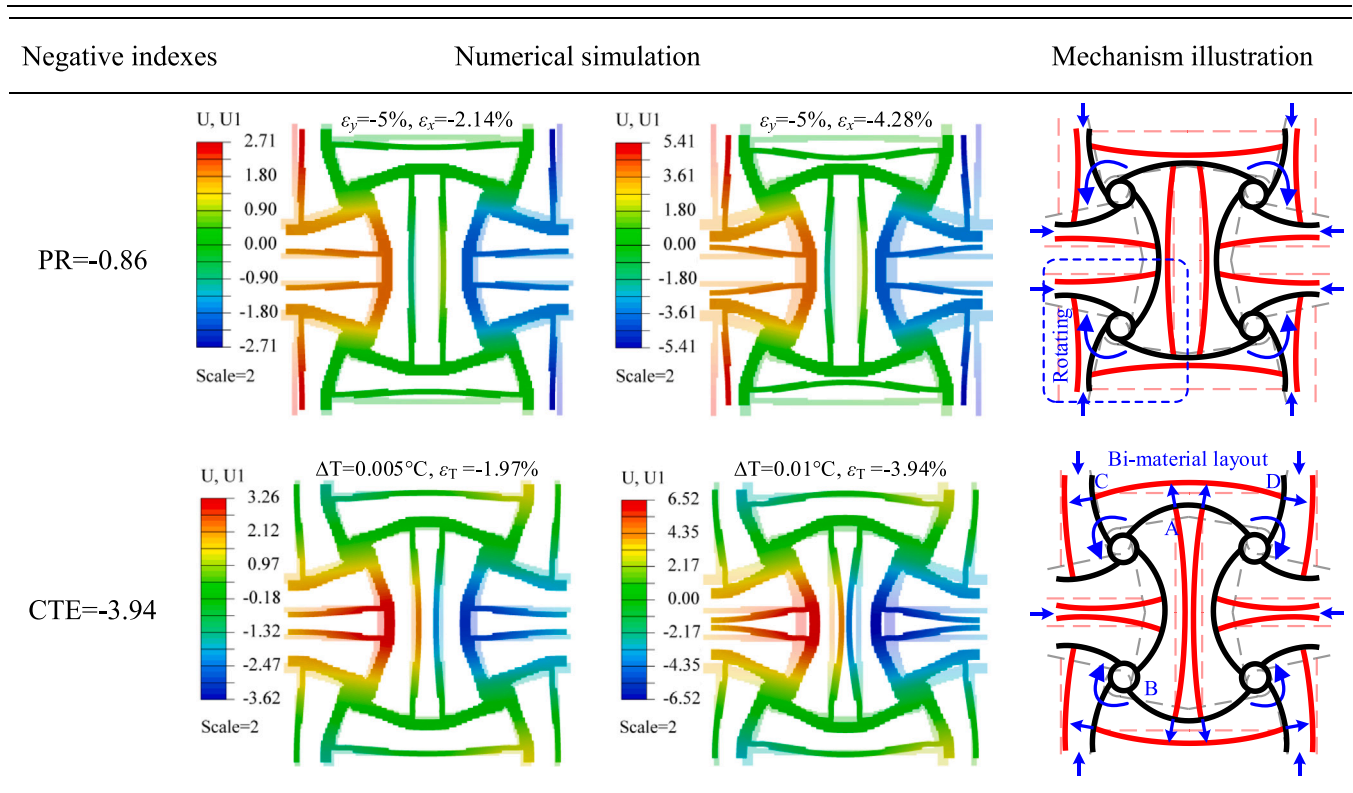 Negative indexes Numerical simulation Mechanism illustration
PR=-0.86
U, U1
2.71
1.80
0.90
0.00
-0.90
-1.80
-2.71
Scale=2
εy=-5%, εx=-2.14%
U, U1
5.41
3.61
1.80
0.00
-1.80
-3.61
-5.41
Scale=2
εy=-5%, εx=-4.28%
Rotating
CTE=-3.94
U, U1
3.26
2.12
0.97
-0.18
-1.32
-2.47
-3.62
Scale=2
ΔT=0.005°C, εT =-1.97%
U, U1
6.52
4.35
2.17
0.00
-2.17
-4.35
-6.52
Scale=2
ΔT=0.01°C, εT =-3.94%
Bi-material layout
C D
A
B